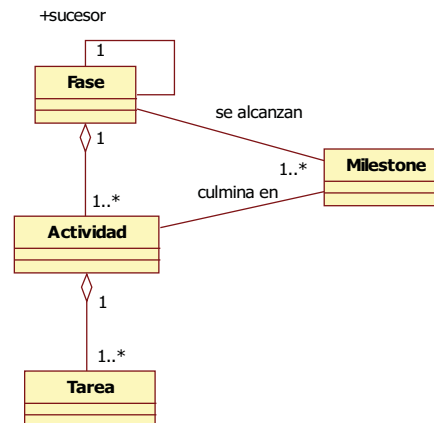 +sucesor
1
Fase
se alcanzan
1
1..*
Milestone
culmina en
1..*
Actividad
1
1..*
Tarea